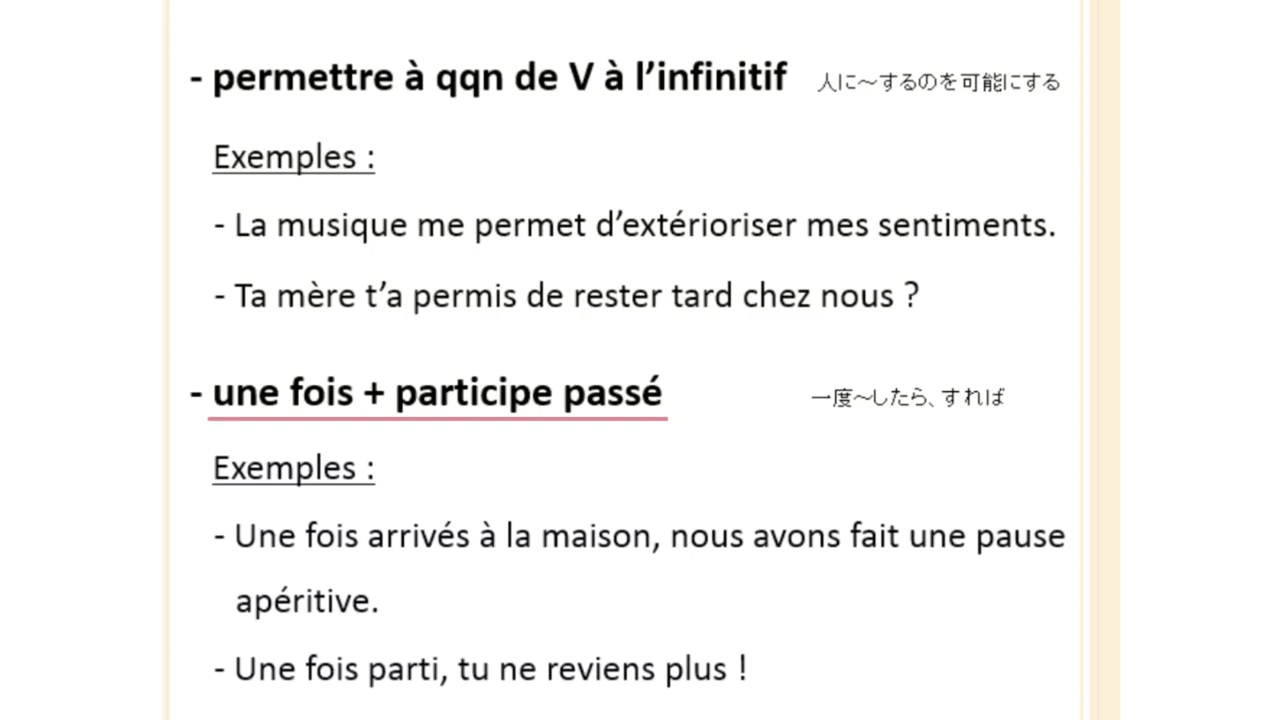 - permettre à qqn de V à l’infinitif 人に～するのを可能にする
Exemples :
- La musique me permet d’extérioriser mes sentiments.
- Ta mère t’a permis de rester tard chez nous ?
- une fois + participe passé 一度～したら、すれば
Exemples :
- Une fois arrivés à la maison, nous avons fait une pause
apéritive.
- Une fois parti, tu ne reviens plus !